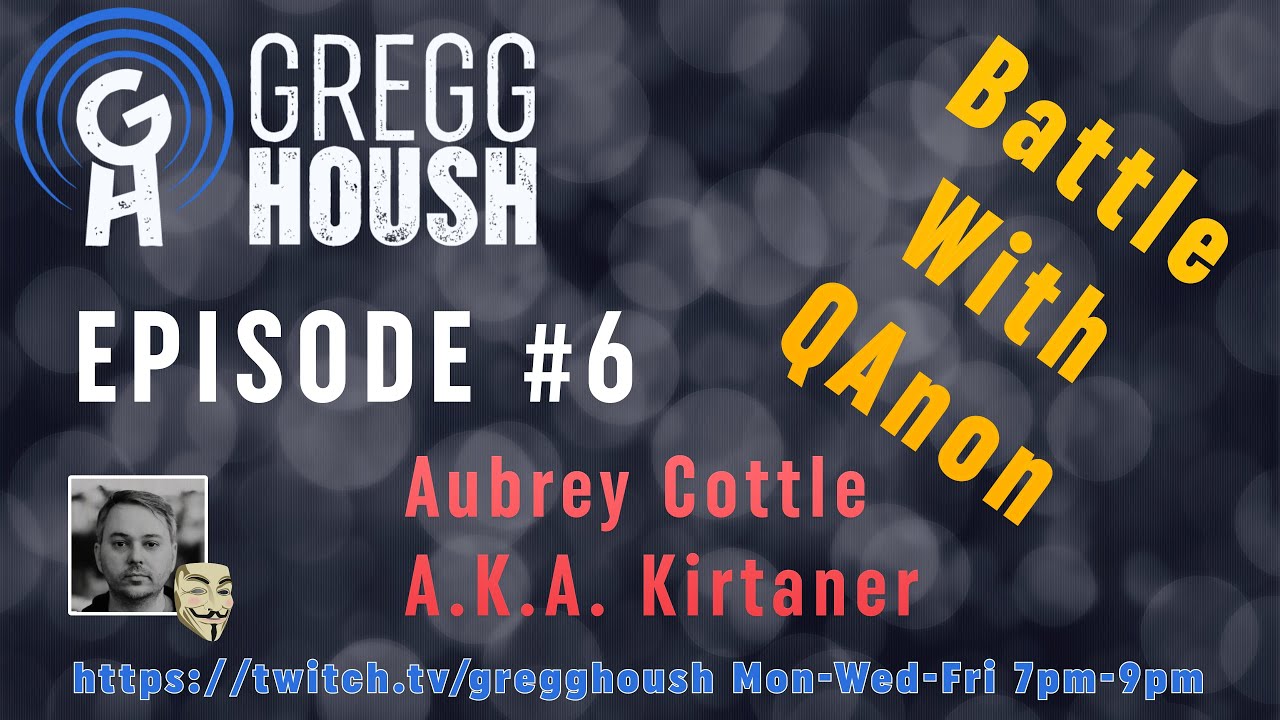 GH
GREGG
HOUSH
Battle
With
QAnon
EPISODE #6
Aubrey Cottle
A.K.A. Kirtaner
https://twitch.tv/gregghoush Mon-Wed-Fri 7pm-9pm